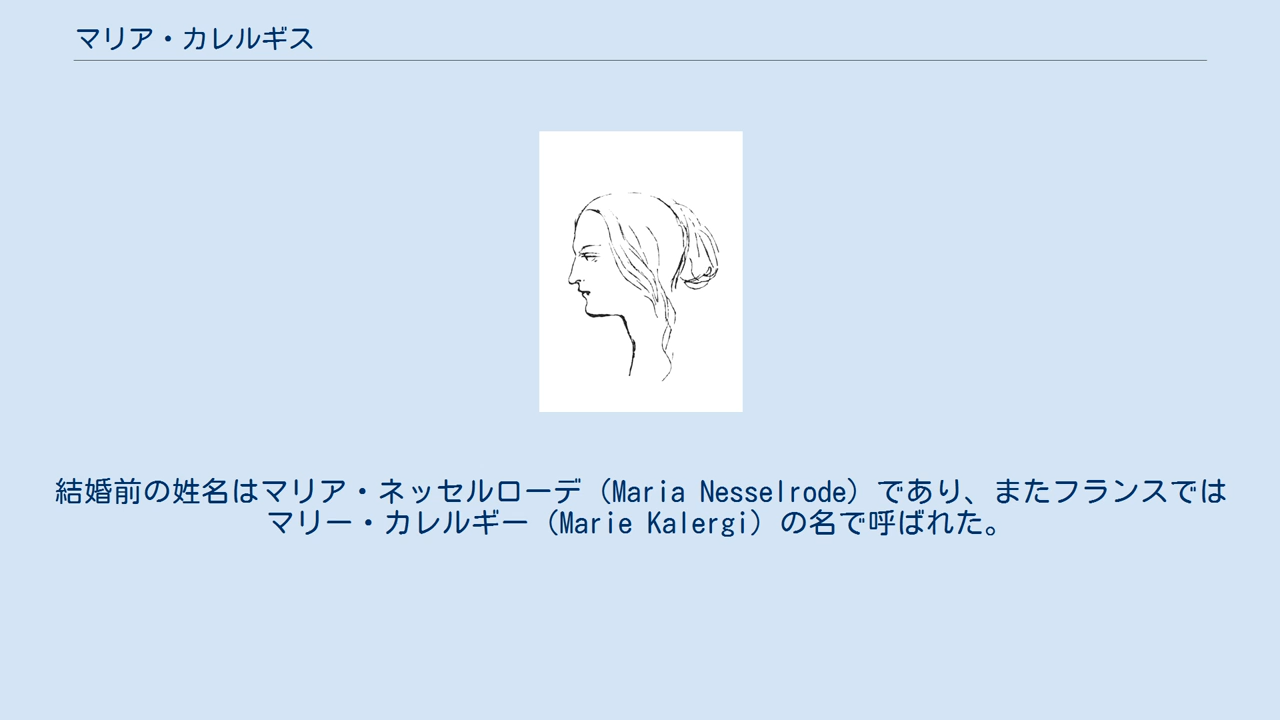 マリア・カレルギス
結婚前の姓名はマリア・ネッセルローデ（Maria Nesselrode）であり、またフランスでは
マリー・カレルギー（Marie Kalergi）の名で呼ばれた。